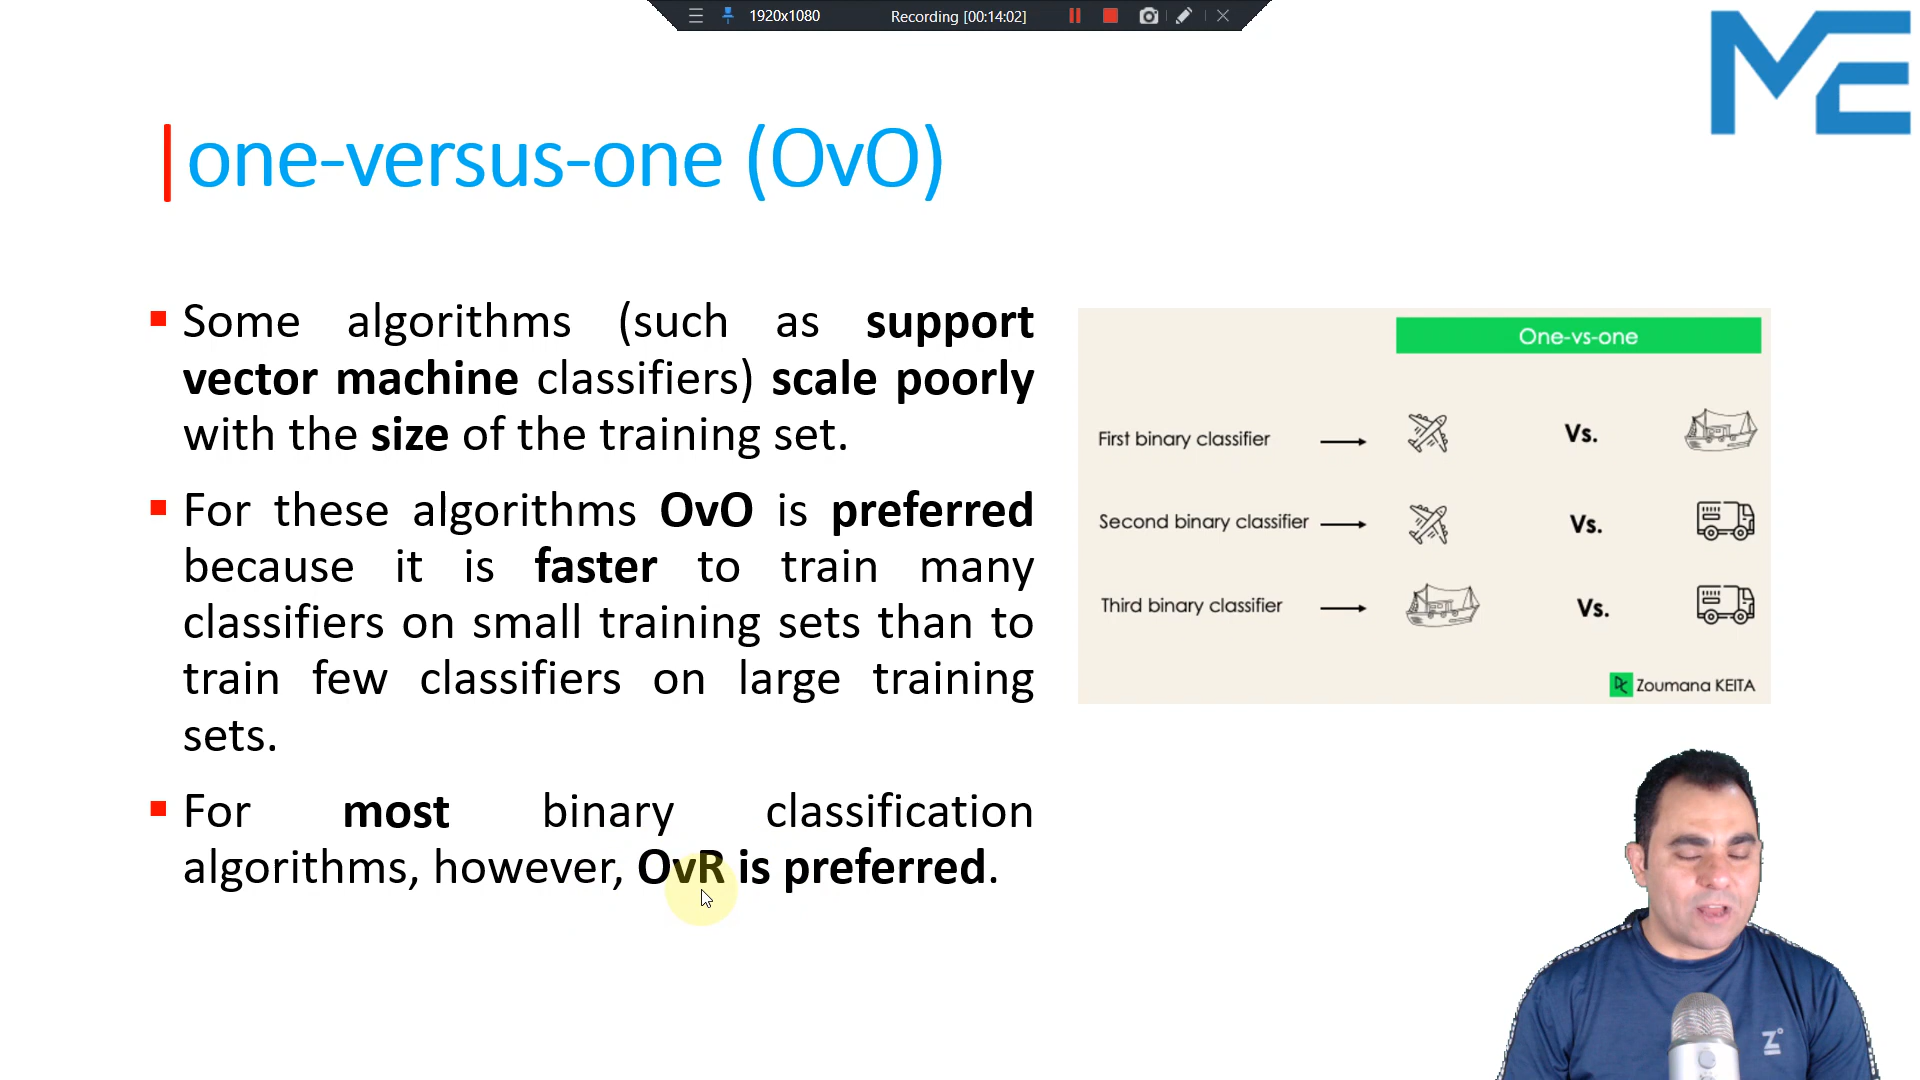 1920x1080
Recording [00:14:02]
ME
one-versus-one (OvO)
Some algorithms (such as support
vector machine classifiers) scale poorly
with the size of the training set.
For these algorithms OvO is preferred
because it is faster to train many
classifiers on small training sets than to
train few classifiers on large training
sets.
For most binary classification
algorithms, however, OvR is preferred.
One-vs-one
First binary classifier
Vs.
Second binary classifier
Vs.
Third binary classifier
Vs.
DC Zoumana KEITA
Z